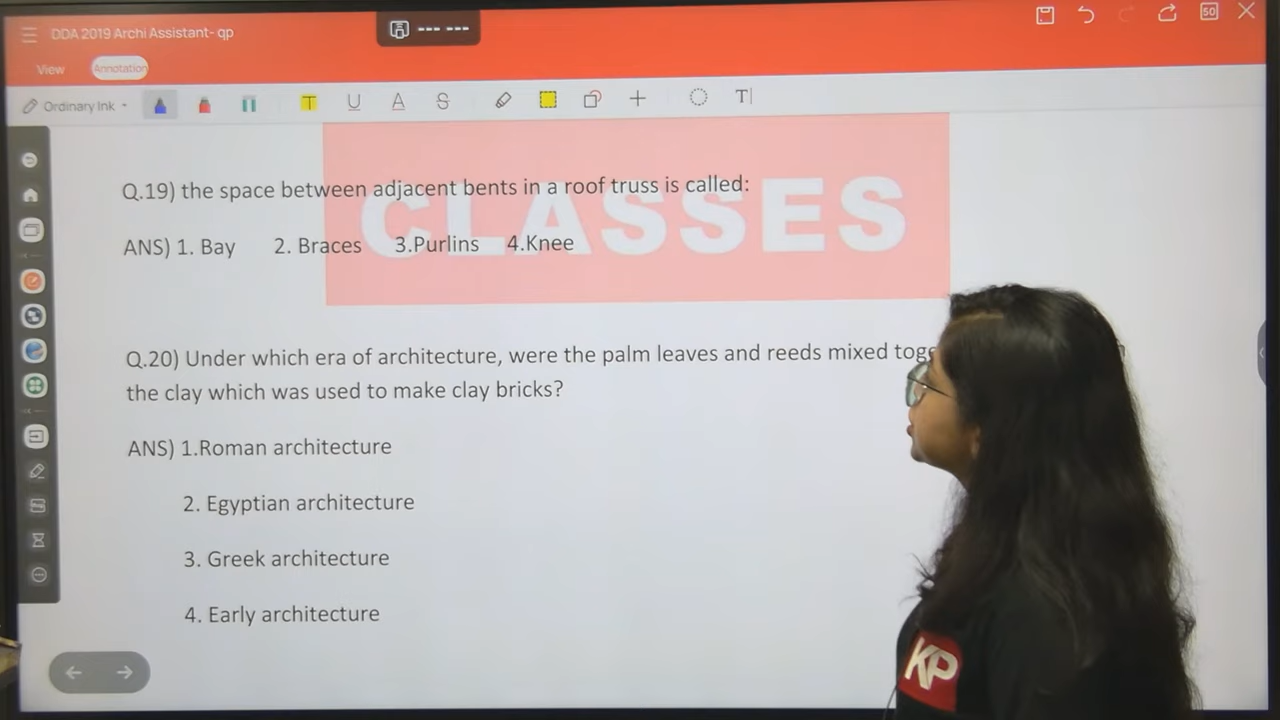 DDA 2019 Archi Assistant- qp
50
View
Annotation
Ordinary Ink
T U A S T
CLASSES
Q.19) the space between adjacent bents in a roof truss is called:
ANS) 1. Bay 2. Braces 3.Purlins 4.Knee
Q.20) Under which era of architecture, were the palm leaves and reeds mixed
the clay which was used to make clay bricks?
ANS) 1.Roman architecture
2. Egyptian architecture
3. Greek architecture
4. Early architecture
KP